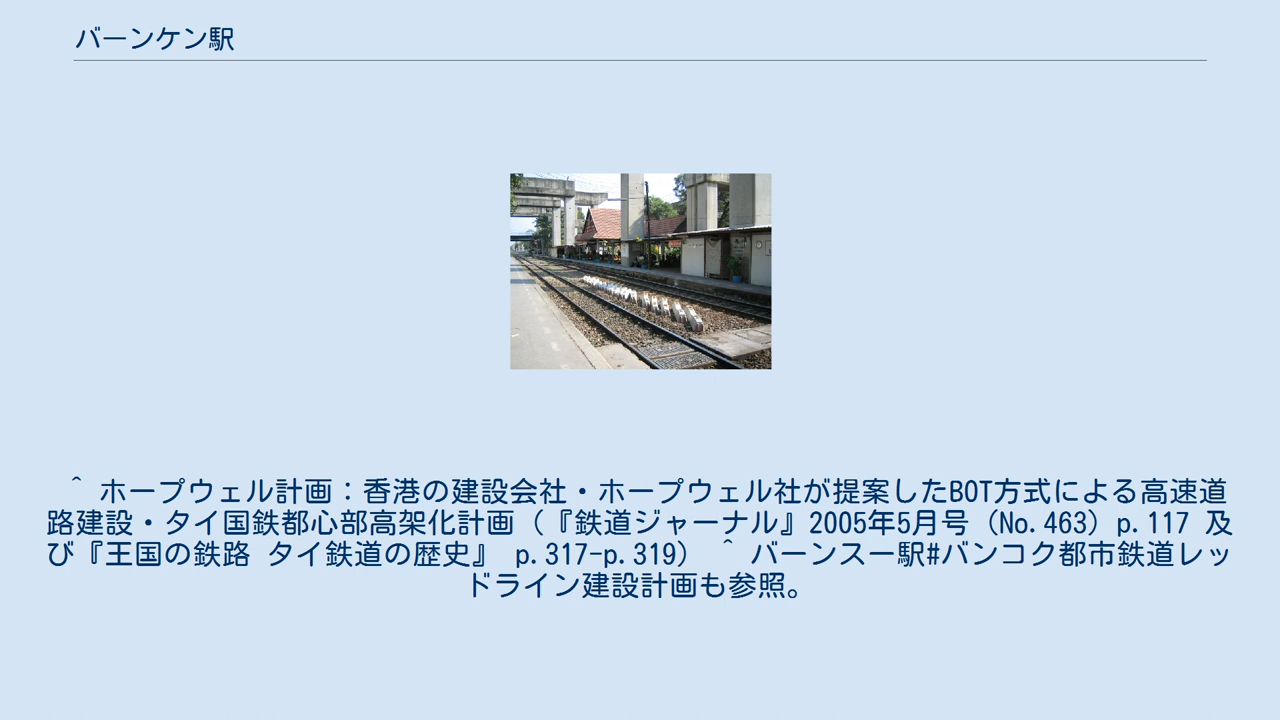 バーンケン駅
＾ ホープウェル計画：香港の建設会社・ホープウェル社が提案したBOT方式による高速道
路建設・タイ国鉄都心部高架化計画（『鉄道ジャーナル』2005年5月号（No.463）p.117 及
び『王国の鉄路 タイ鉄道の歴史』 p.317-p.319） ＾ バーンスー駅#バンコク都市鉄道レッ
ドライン建設計画も参照。